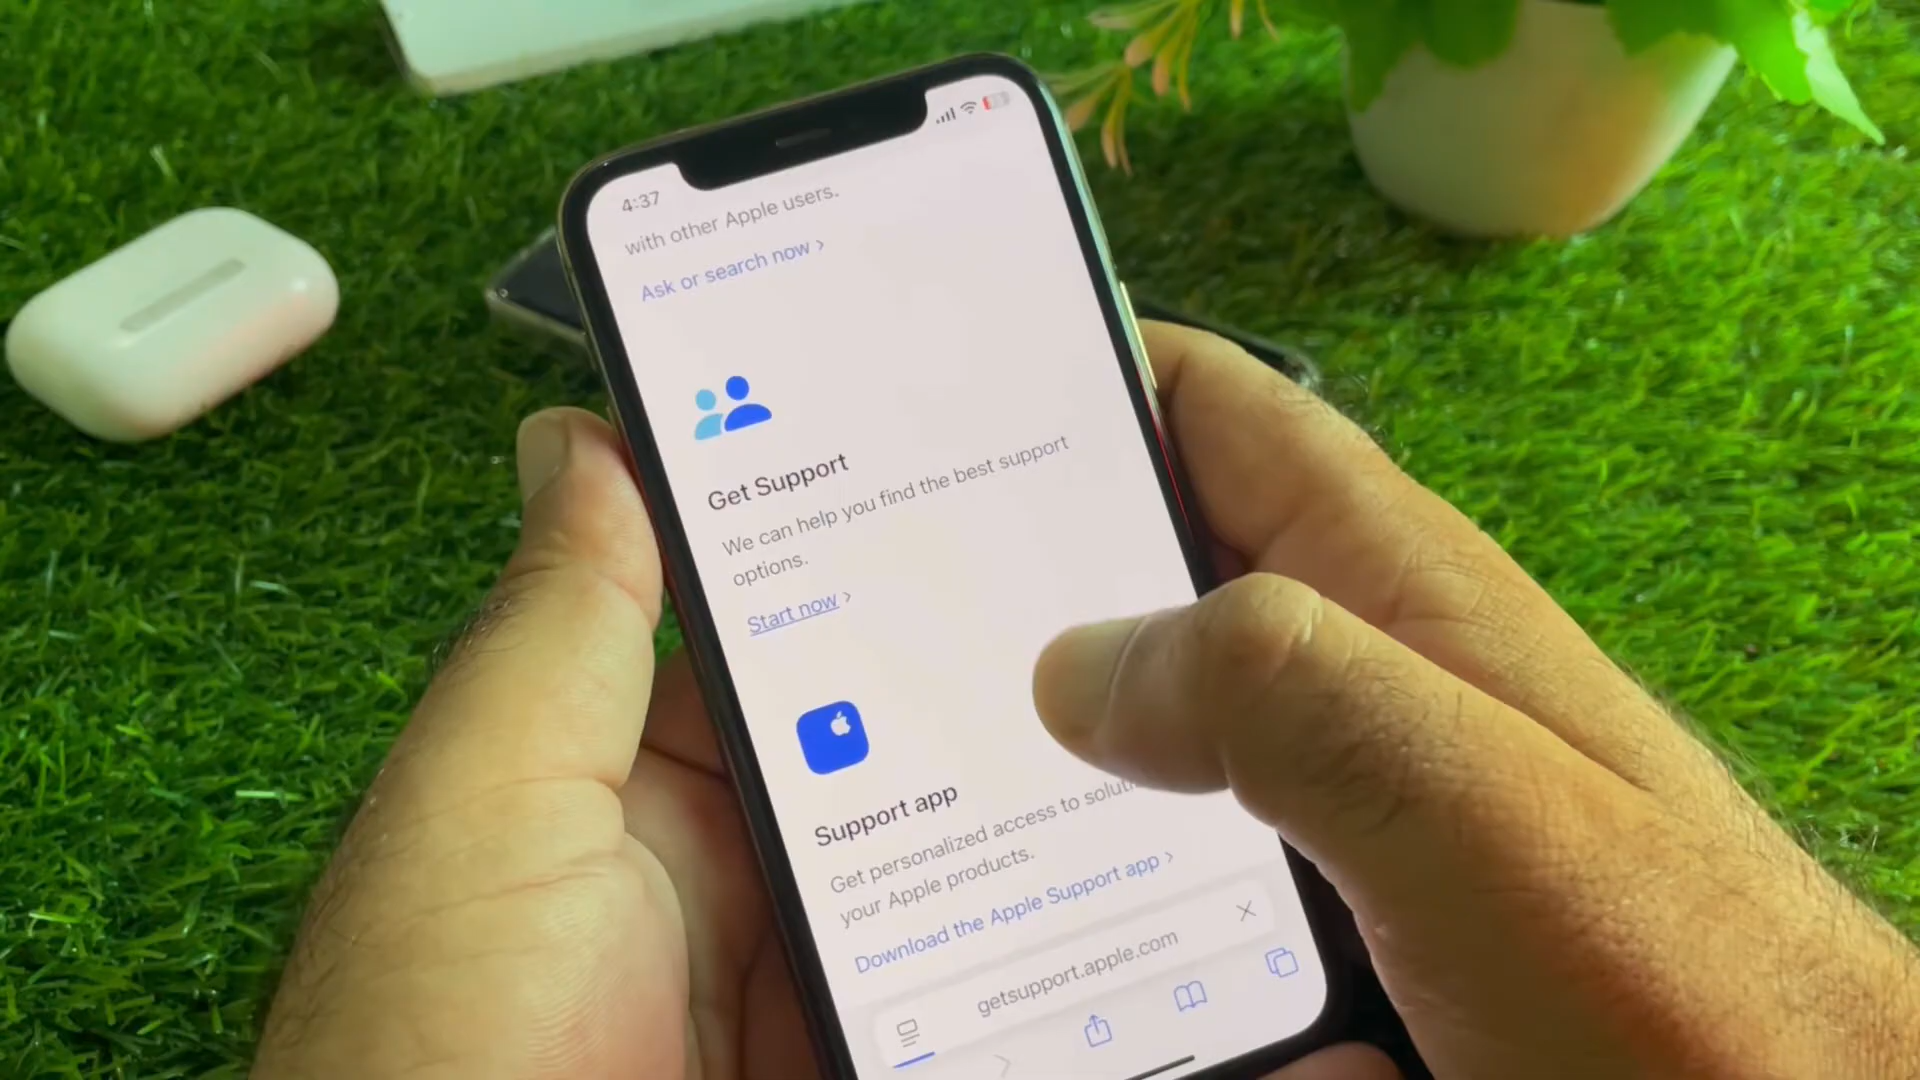 4:37
with other Apple users.
Ask or search now >
Get Support
We can help you find the best support
options.
Start now >
Support app
Get personalized access to
your Apple products.
Download the Apple Support app >
getsupport.apple.com